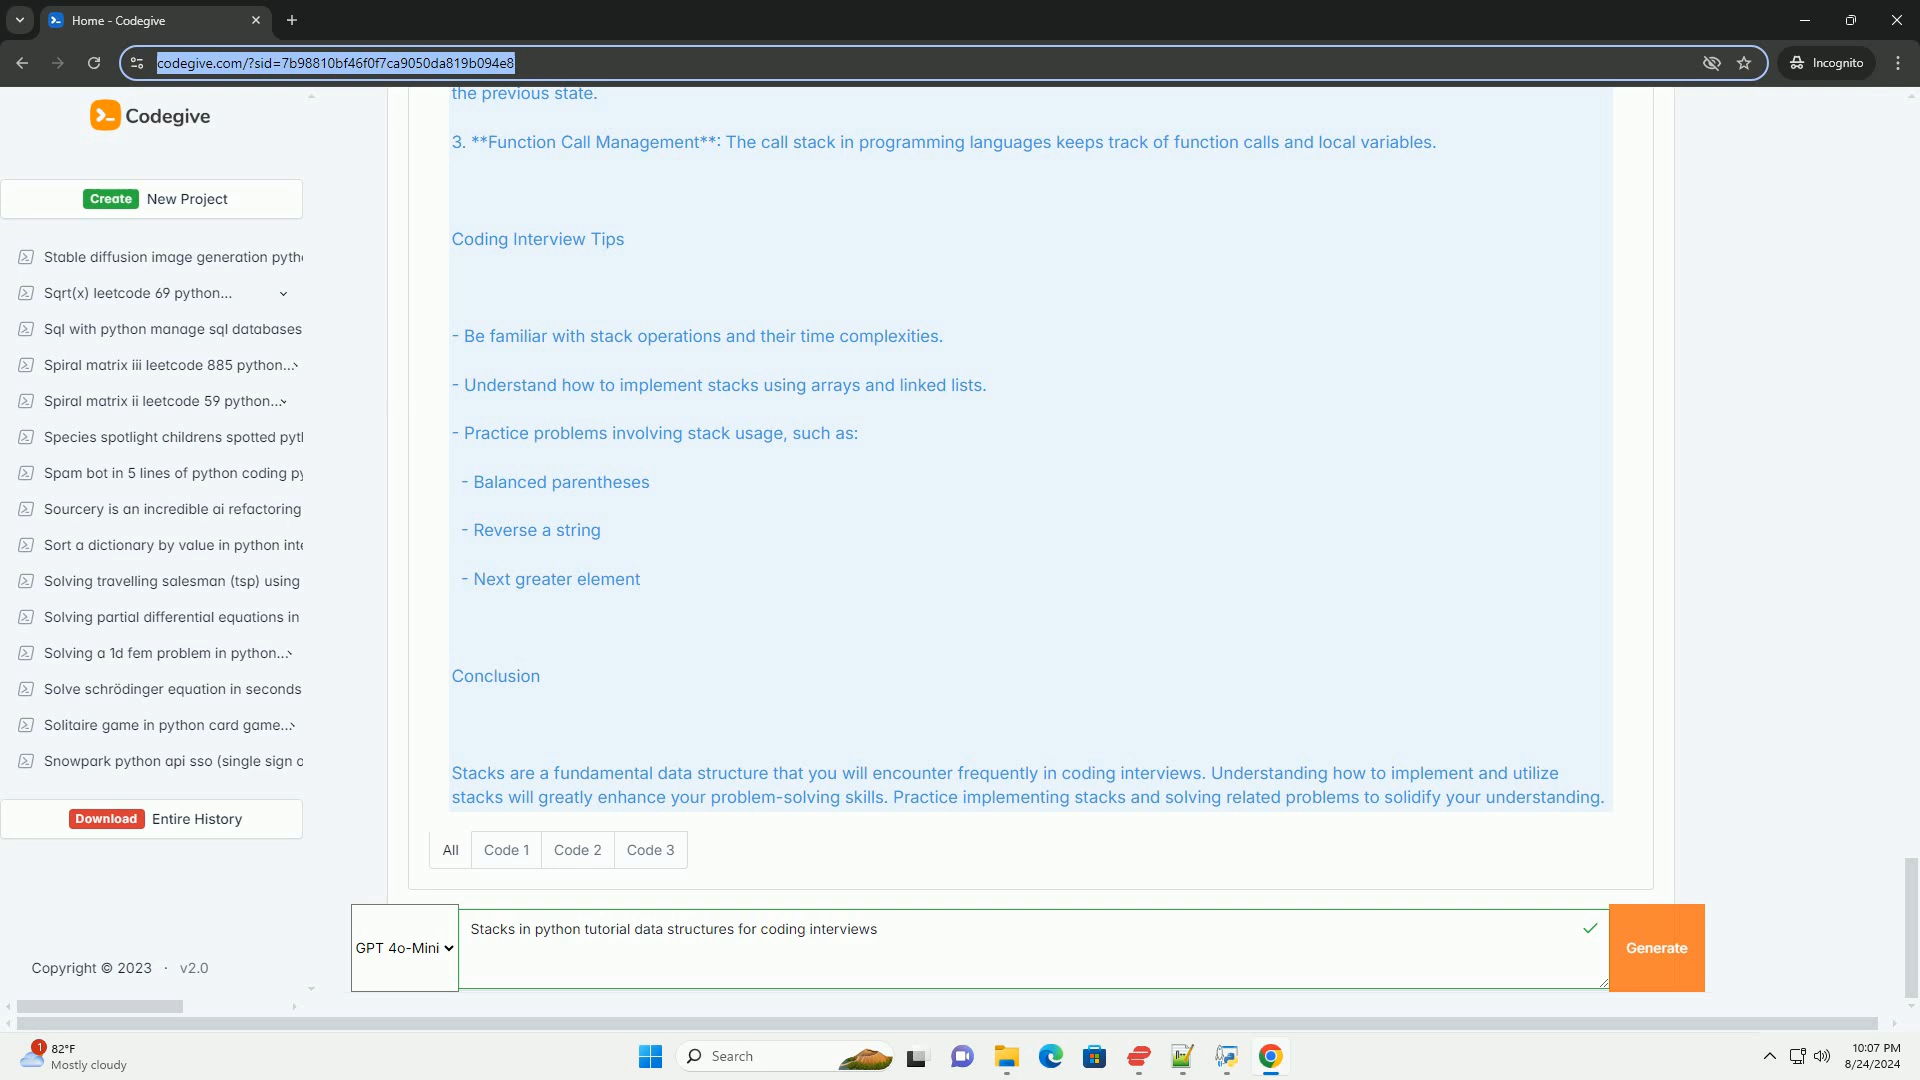 Home - Codegive
codegive.com/?sid=7b98810bf46f0f7ca9050da819b094e8
Incognito
Codegive
Create New Project
Stable diffusion image generation pyth
Sqrt(x) leetcode 69 python...
Sql with python manage sql databases
Spiral matrix iii leetcode 885 python...
Spiral matrix ii leetcode 59 python...
Species spotlight childrens spotted pyt
Spam bot in 5 lines of python coding py
Sourcery is an incredible ai refactoring
Sort a dictionary by value in python int
Solving travelling salesman (tsp) using
Solving partial differential equations in
Solving a 1d fem problem in python...
Solve schrödinger equation in seconds
Solitaire game in python card game...
Snowpark python api sso (single sign o
Download Entire History
Copyright © 2023 · v2.0
the previous state.
3. **Function Call Management**: The call stack in programming languages keeps track of function calls and local variables.
Coding Interview Tips
- Be familiar with stack operations and their time complexities.
- Understand how to implement stacks using arrays and linked lists.
- Practice problems involving stack usage, such as:
- Balanced parentheses
- Reverse a string
- Next greater element
Conclusion
Stacks are a fundamental data structure that you will encounter frequently in coding interviews. Understanding how to implement and utilize
stacks will greatly enhance your problem-solving skills. Practice implementing stacks and solving related problems to solidify your understanding.
All Code 1 Code 2 Code 3
GPT 4o-Mini
Stacks in python tutorial data structures for coding interviews
Generate
1
82°F
Mostly cloudy
Search
10:07 PM
8/24/2024